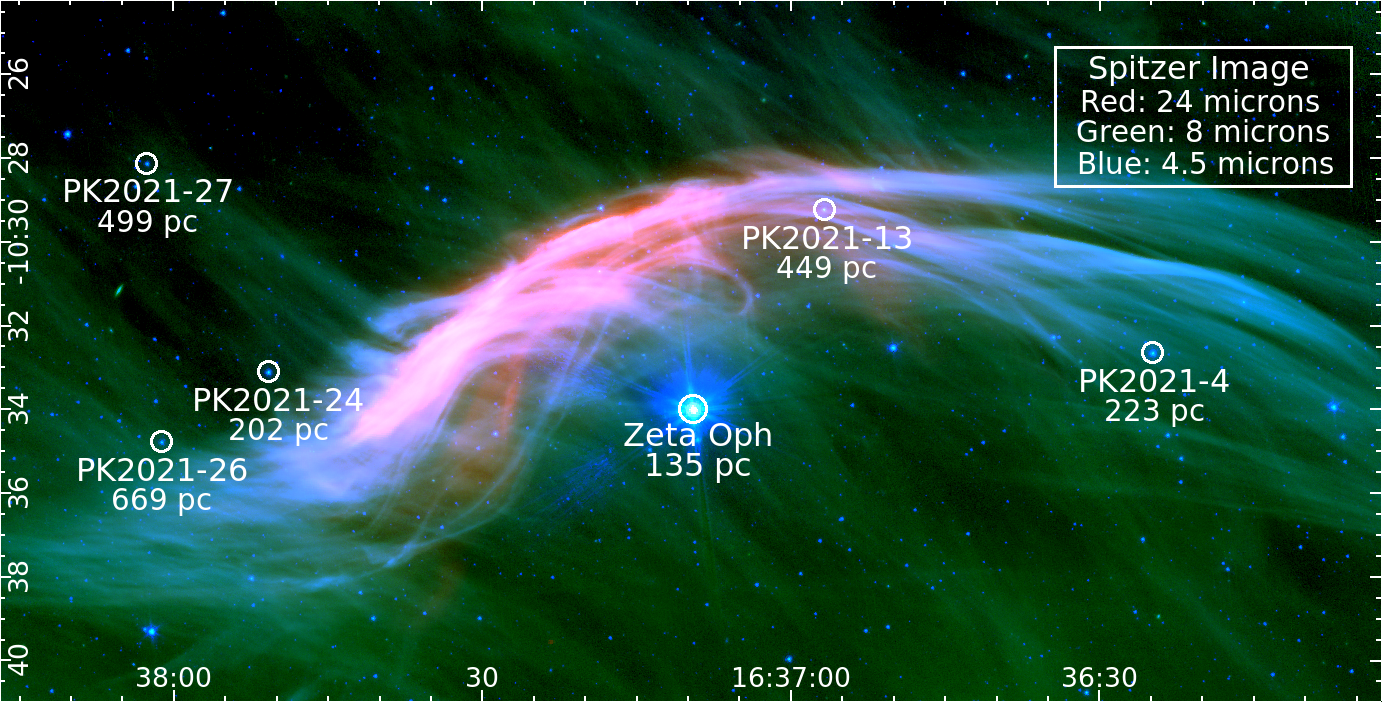 Spitzer Image
Red: 24 microns
Green: 8 microns
Blue: 4.5 microns
26
28
-10:30
32
34
36
38
40
PK2021-27
499 pc
PK2021-13
449 pc
PK2021-24
202 pc
PK2021-4
223 pc
Zeta Oph
135 pc
PK2021-26
669 pc
38:00
30
16:37:00
36:30